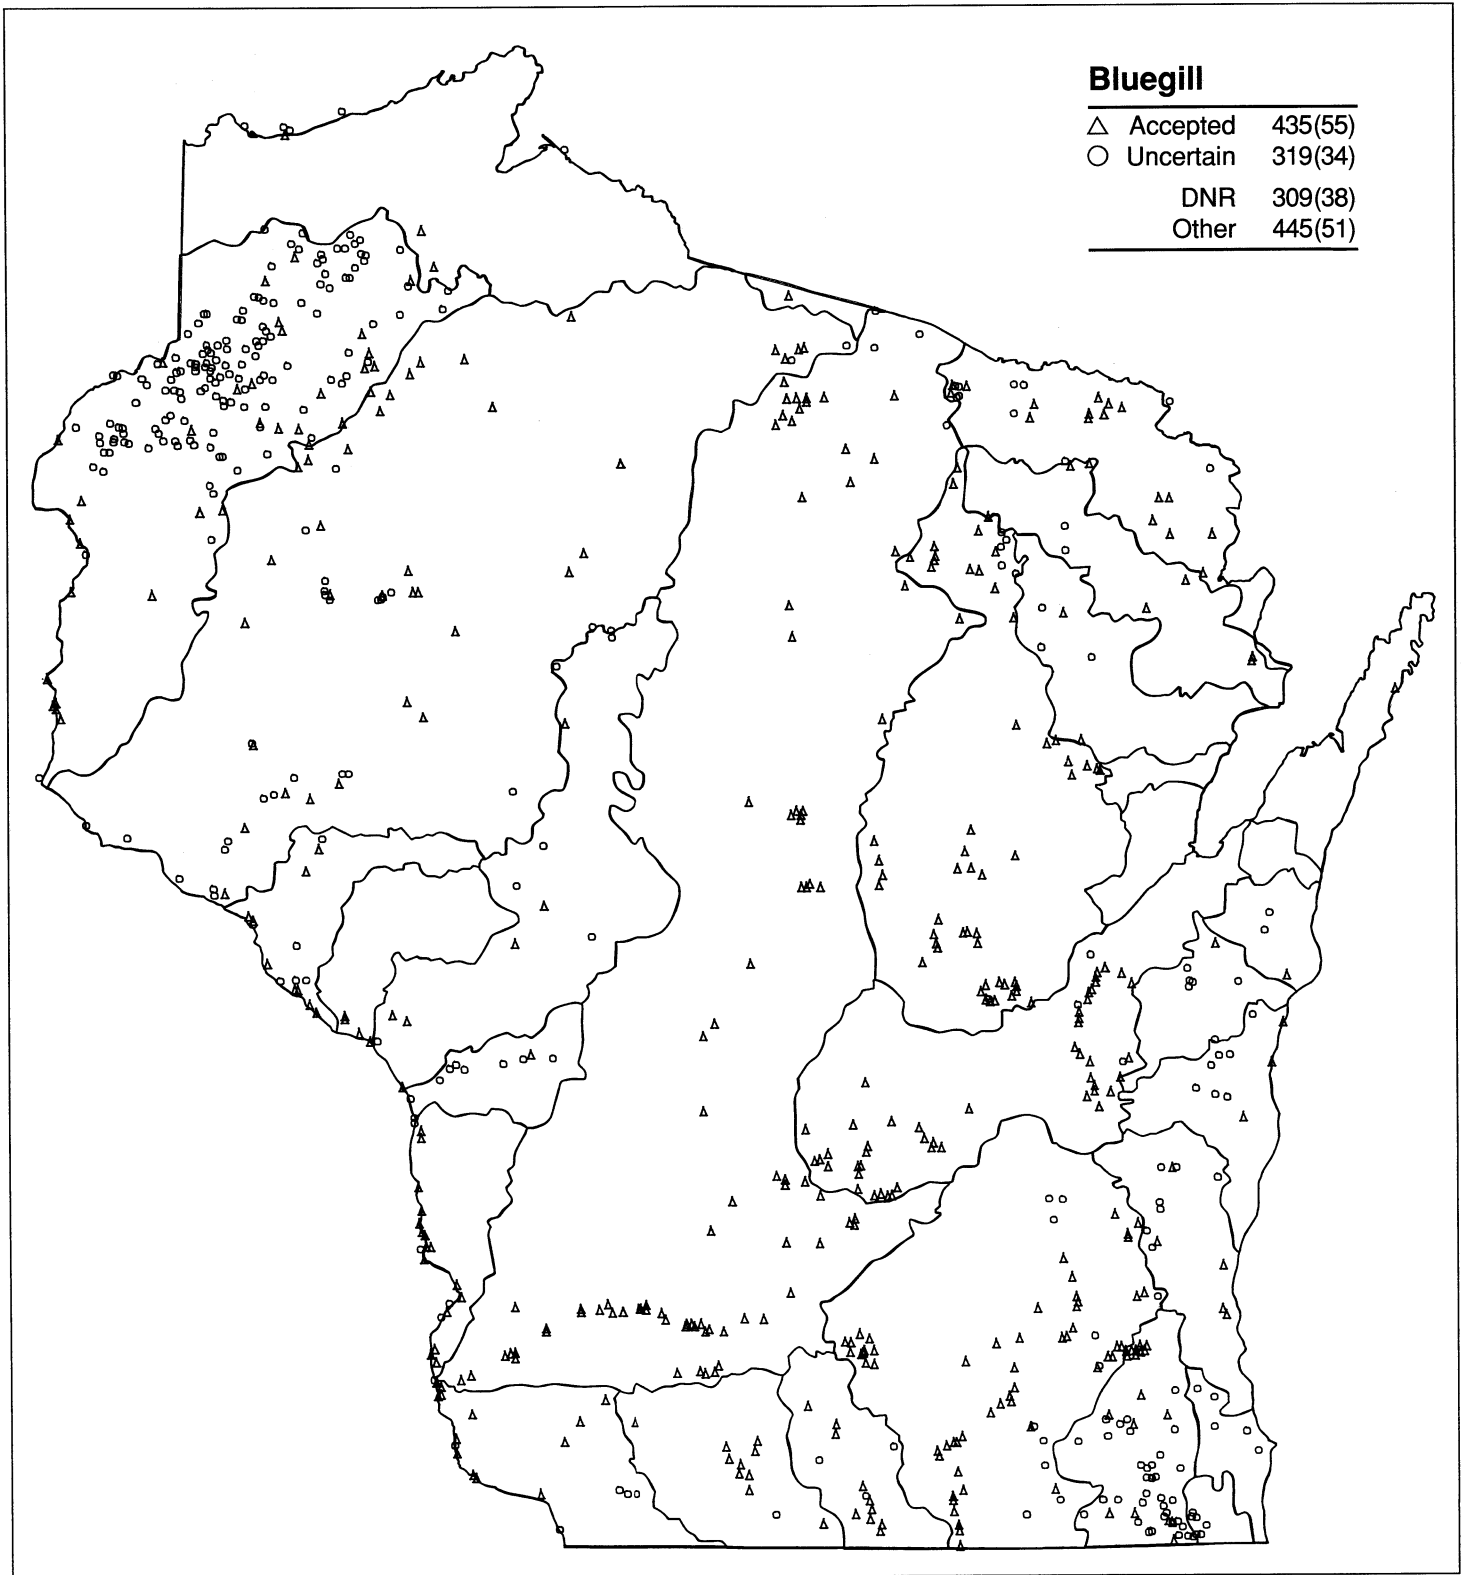 Bluegill
Accepted 435(55)
Uncertain 319(34)
DNR 309(38)
Other 445(51)